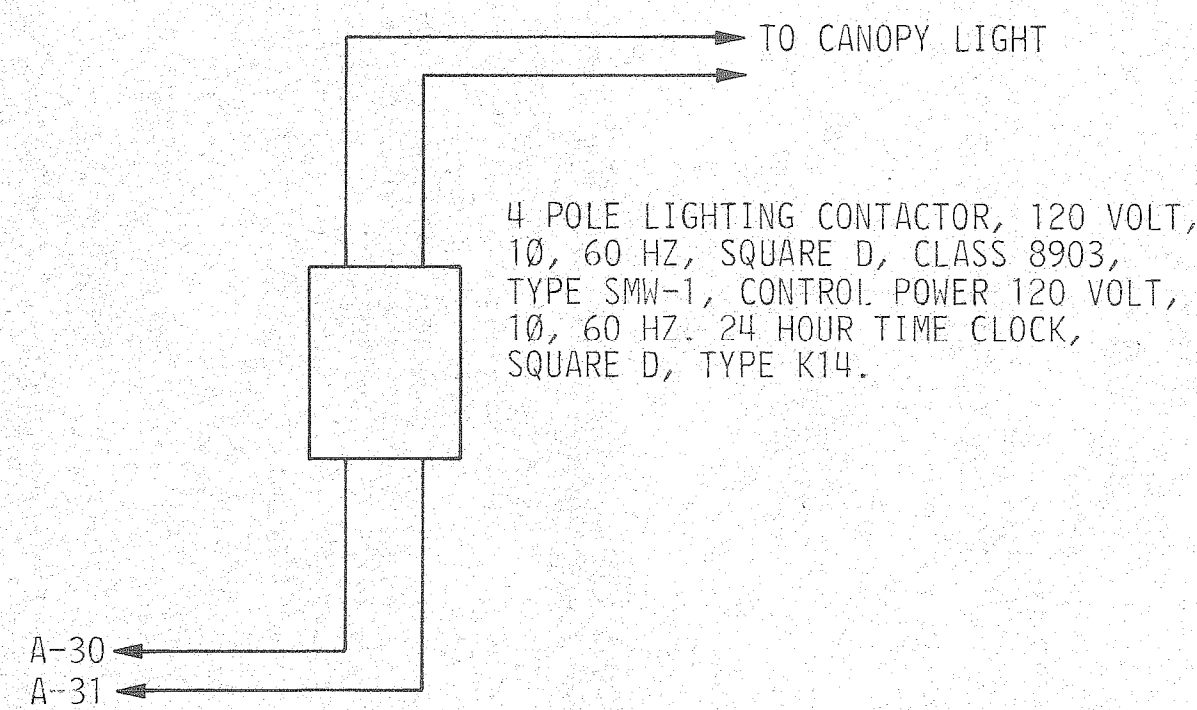 TO CANOPY LIGHT
4 POLE LIGHTING CONTACTOR, 120 VOLT,
1Ø, 60 HZ, SQUARE D, CLASS 8903,
TYPE SMW-1, CONTROL POWER 120 VOLT,
1Ø, 60 HZ. 24 HOUR TIME CLOCK,
SQUARE D, TYPE K14.
A-30
A-31